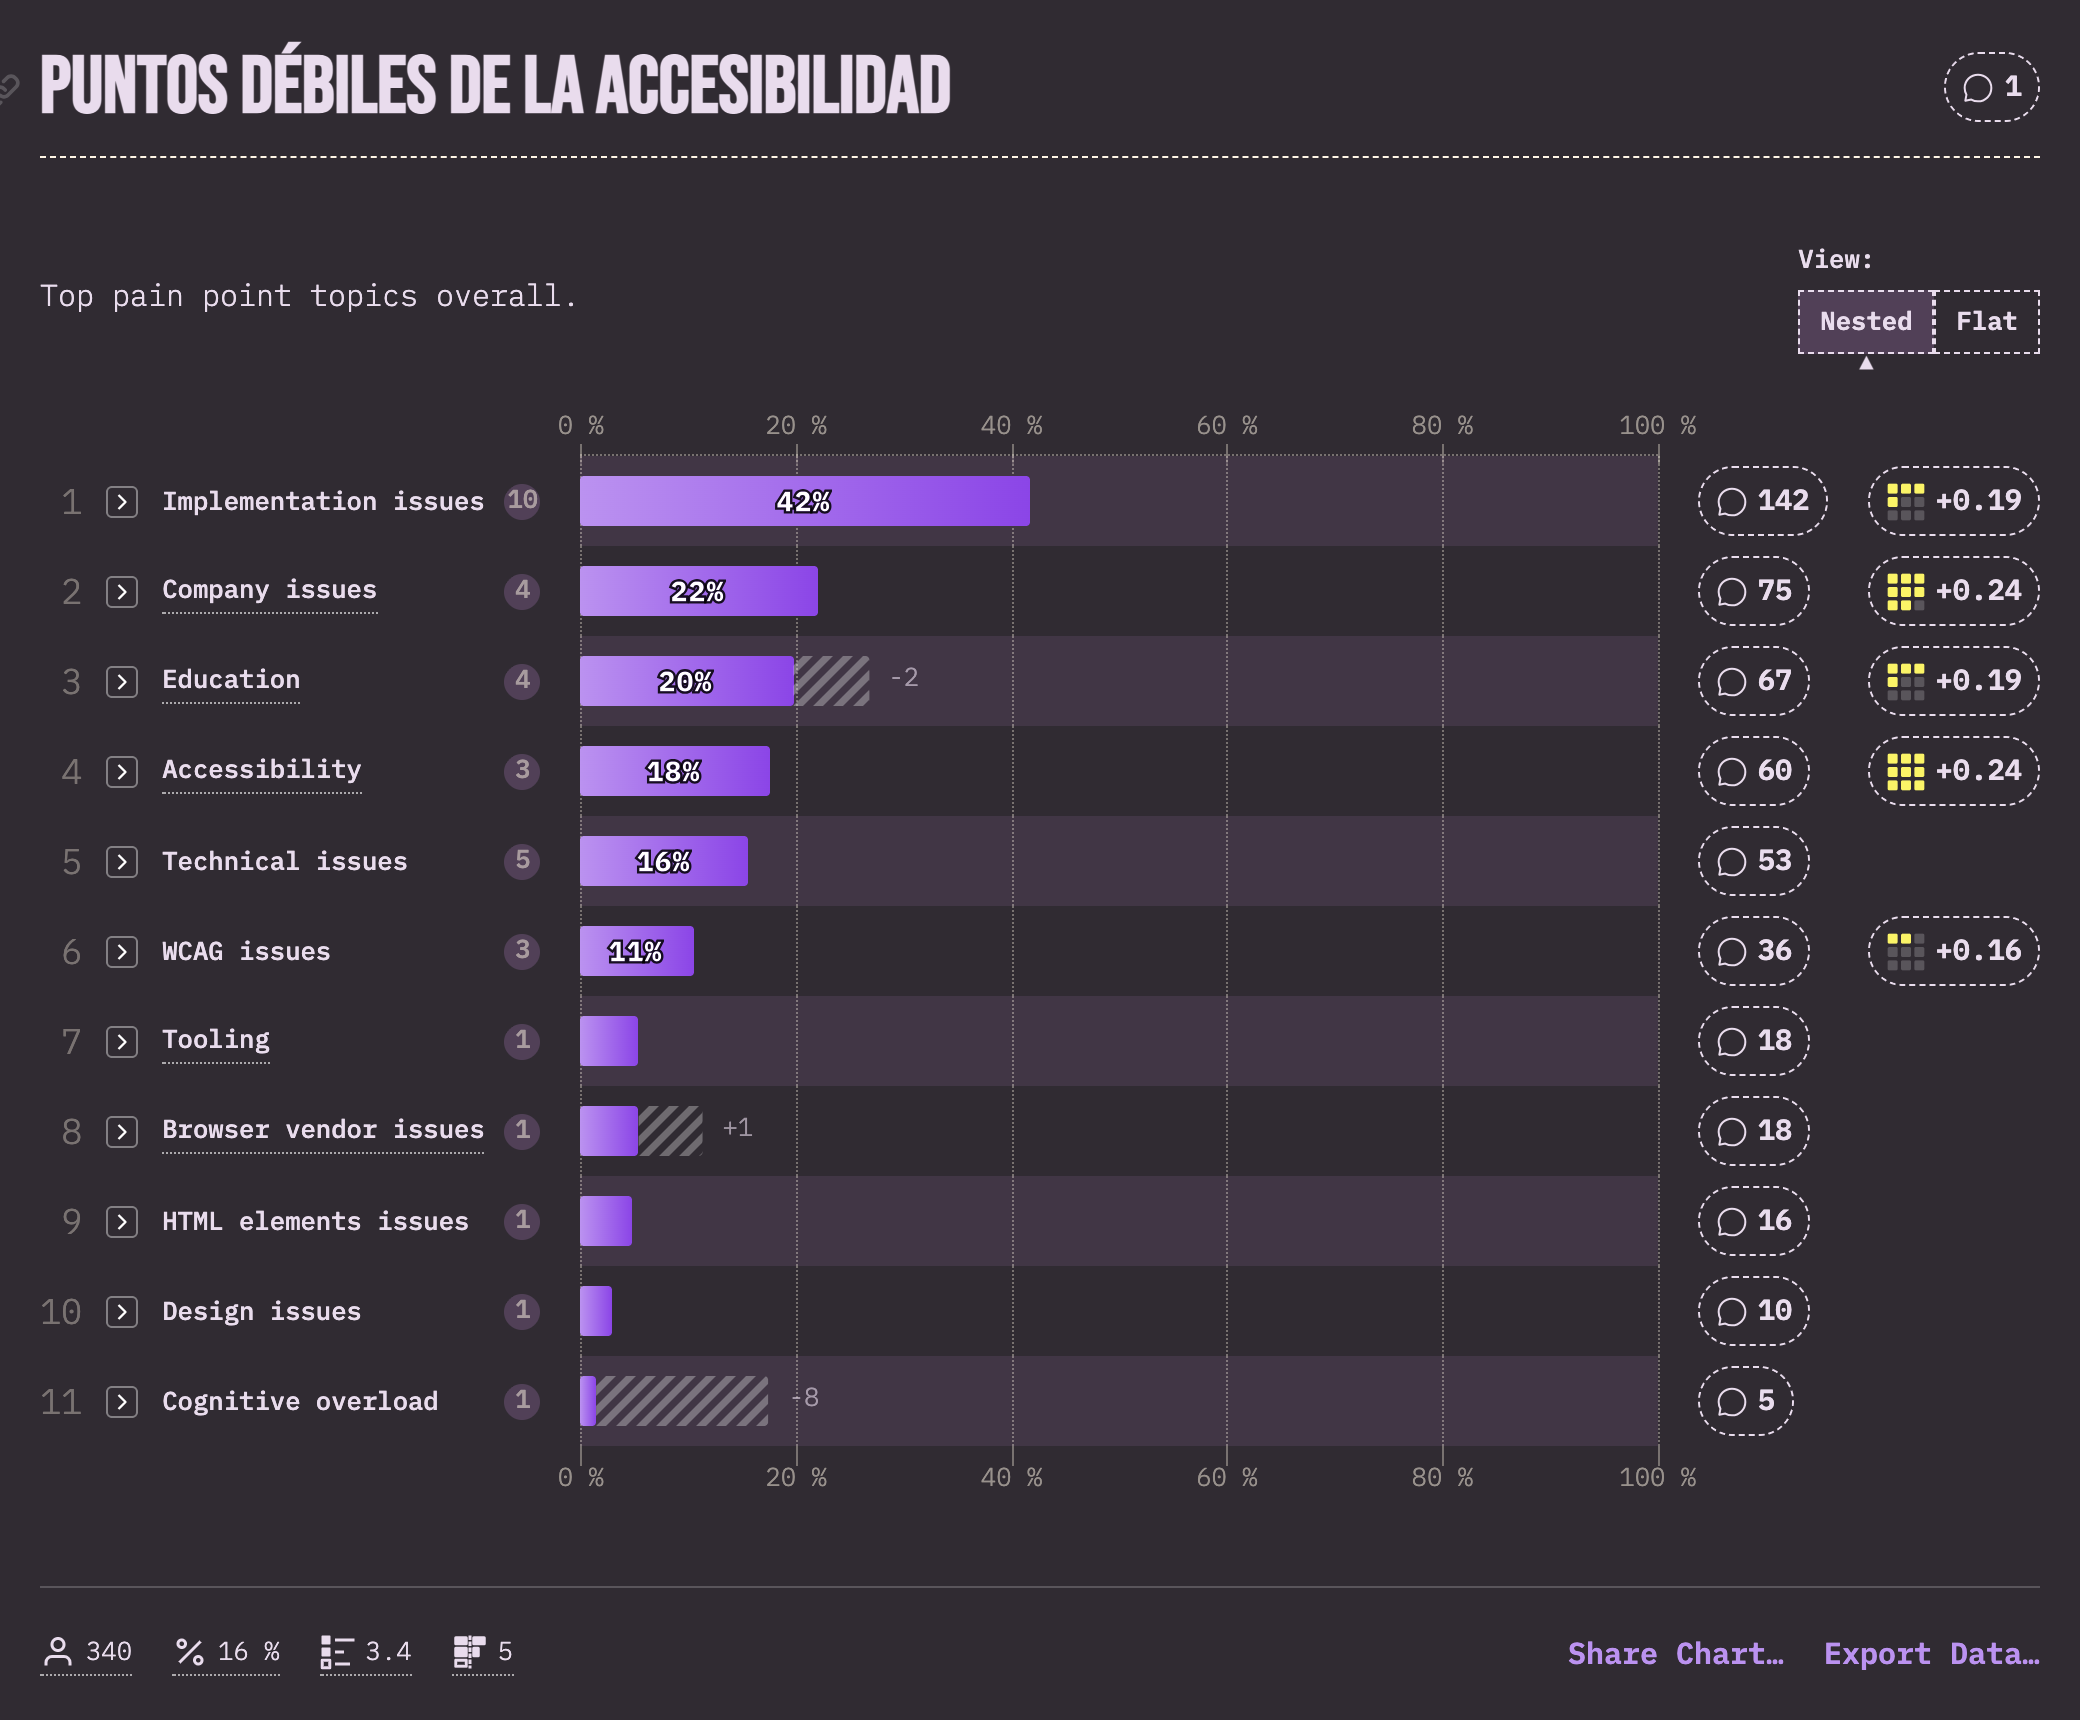 PUNTOS DÉBILES DE LA ACCESIBILIDAD
1
Top pain point topics overall.
View:
Nested Flat
0 % 20 % 40 % 60 % 80 % 100 %
1 Implementation issues 10 42% 142 +0.19
2 Company issues 4 22% 75 +0.24
3 Education 4 20% -2 67 +0.19
4 Accessibility 3 18% 60 +0.24
5 Technical issues 5 16% 53
6 WCAG issues 3 11% 36 +0.16
7 Tooling 1 18
8 Browser vendor issues 1 +1 18
9 HTML elements issues 1 16
10 Design issues 1 10
11 Cognitive overload 1 -8 5
0 % 20 % 40 % 60 % 80 % 100 %
340 16 % 3.4 5 Share Chart… Export Data…